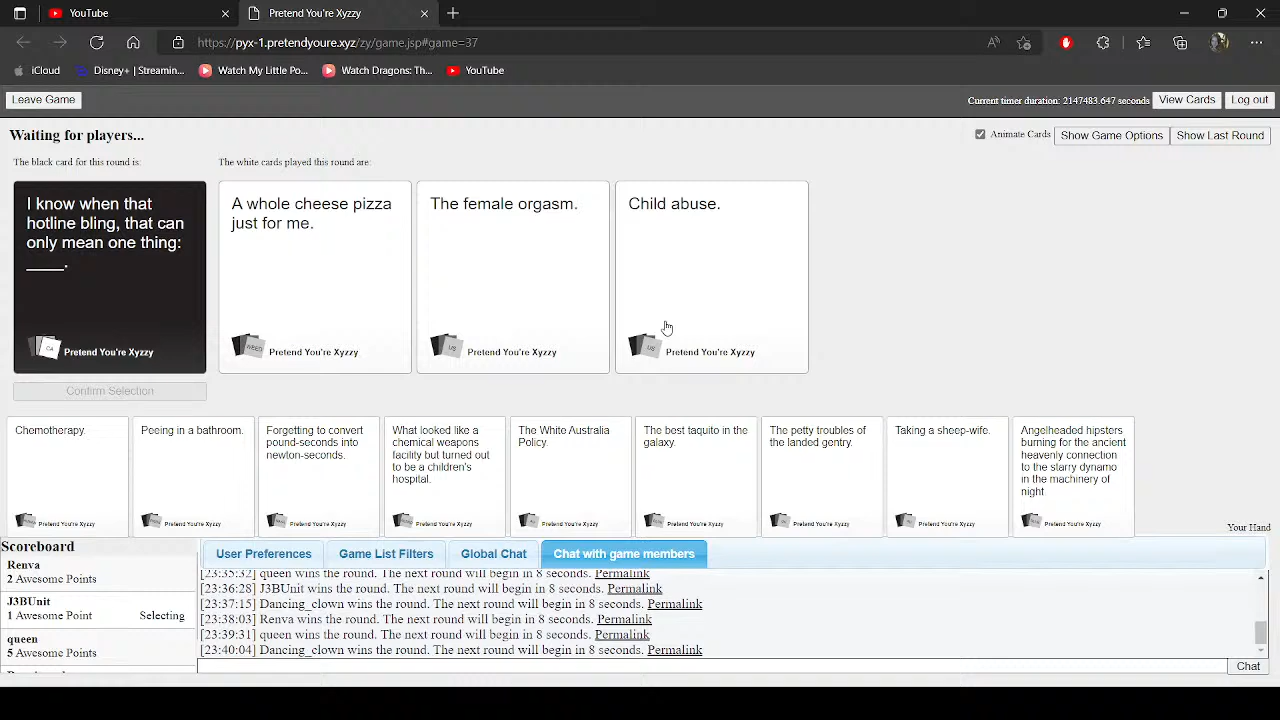 YouTube
Pretend You're Xyzzy
https://pyx-1.pretendyoure.xyz/zy/game.jsp#game=37
iCloud
Disney+ | Streamin...
Watch My Little Po...
Watch Dragons: Th...
YouTube
Leave Game
Current timer duration: 2147483.647 seconds
View Cards
Log out
Waiting for players...
Animate Cards
Show Game Options
Show Last Round
The black card for this round is:
The white cards played this round are:
I know when that
hotline bling, that can
only mean one thing:
____.
CA
Pretend You're Xyzzy
A whole cheese pizza
just for me.
WEED
Pretend You're Xyzzy
The female orgasm.
US
Pretend You're Xyzzy
Child abuse.
US
Pretend You're Xyzzy
Confirm Selection
Chemotherapy.
Pretend You're Xyzzy
Peeing in a bathroom.
Pretend You're Xyzzy
Forgetting to convert
pound-seconds into
newton-seconds.
Pretend You're Xyzzy
What looked like a
chemical weapons
facility but turned out
to be a children's
hospital.
Pretend You're Xyzzy
The White Australia
Policy.
Pretend You're Xyzzy
The best taquito in the
galaxy.
Pretend You're Xyzzy
The petty troubles of
the landed gentry.
Pretend You're Xyzzy
Taking a sheep-wife.
Pretend You're Xyzzy
Angelheaded hipsters
burning for the ancient
heavenly connection
to the starry dynamo
in the machinery of
night.
Pretend You're Xyzzy
Your Hand
Scoreboard
Renva
2 Awesome Points
J3BUnit
1 Awesome Point
Selecting
queen
5 Awesome Points
User Preferences
Game List Filters
Global Chat
Chat with game members
[23:35:32] queen wins the round. The next round will begin in 8 seconds. Permalink
[23:36:28] J3BUnit wins the round. The next round will begin in 8 seconds. Permalink
[23:37:15] Dancing_clown wins the round. The next round will begin in 8 seconds. Permalink
[23:38:03] Renva wins the round. The next round will begin in 8 seconds. Permalink
[23:39:31] queen wins the round. The next round will begin in 8 seconds. Permalink
[23:40:04] Dancing_clown wins the round. The next round will begin in 8 seconds. Permalink
Chat